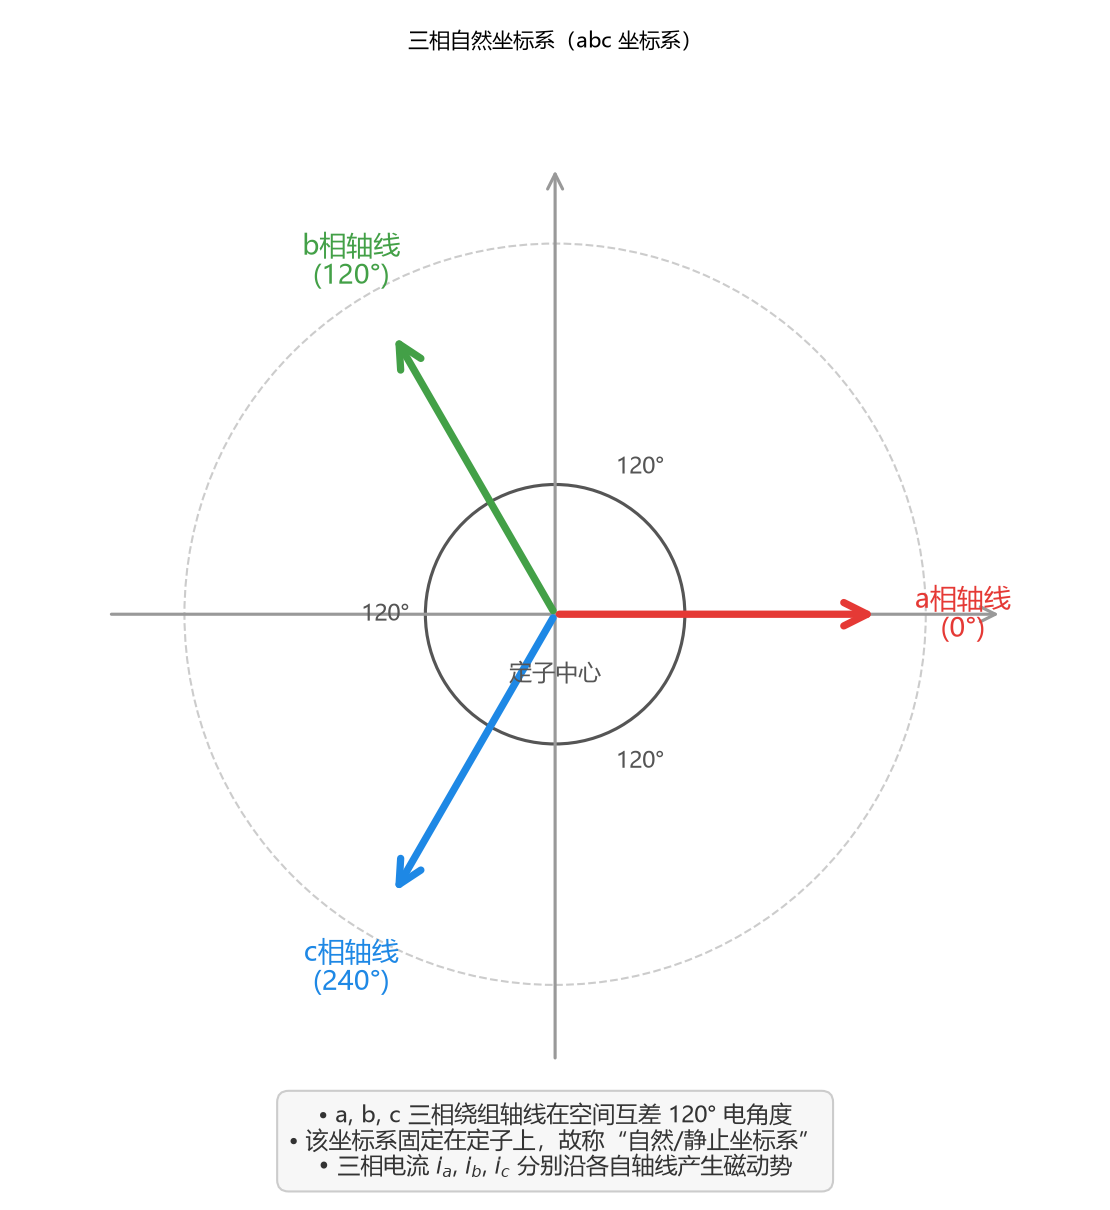 三相自然坐标系（abc 坐标系）
b相轴线
(120°)
120°
a相轴线
(0°)
120°
定子中心
120°
c相轴线
(240°)
• a, b, c 三相绕组轴线在空间互差 120° 电角度
• 该坐标系固定在定子上，故称“自然/静止坐标系”
• 三相电流 iₐ, i_b, i_c 分别沿各自轴线产生磁动势